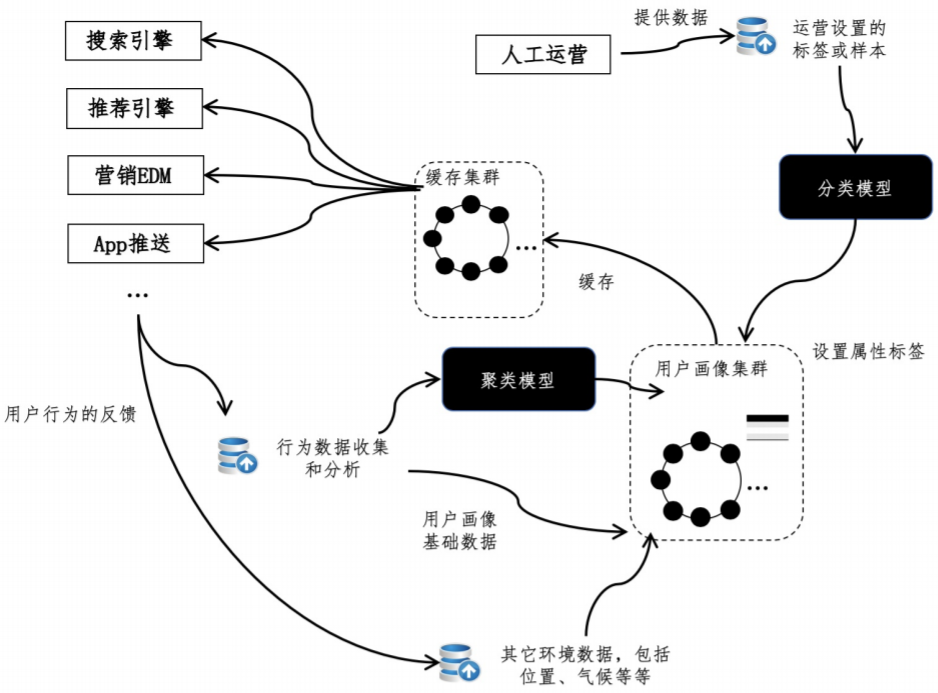 提供数据
运营设置的
标签或样本
人工运营
搜索引擎
推荐引擎
营销EDM
App推送
...
缓存集群
...
分类模型
缓存
设置属性标签
用户画像集群
聚类模型
用户行为的反馈
行为数据收集
和分析
...
用户画像
基础数据
其它环境数据，包括
位置、气候等等